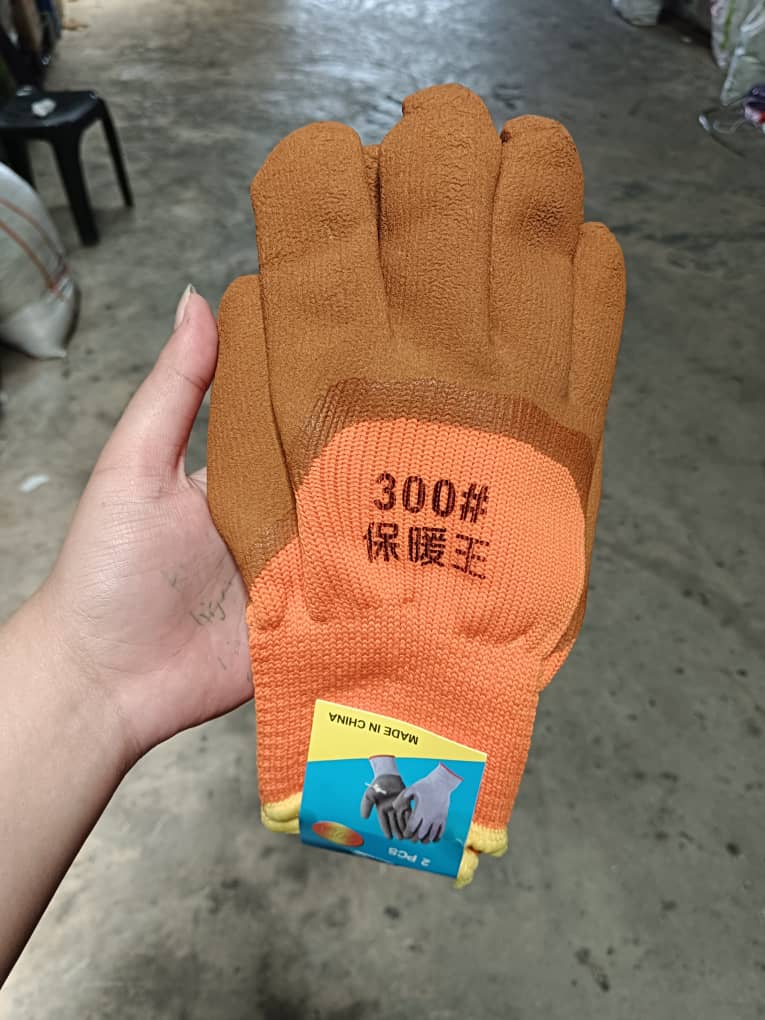 300#
保暖王
MADE IN CHINA
2 PCS